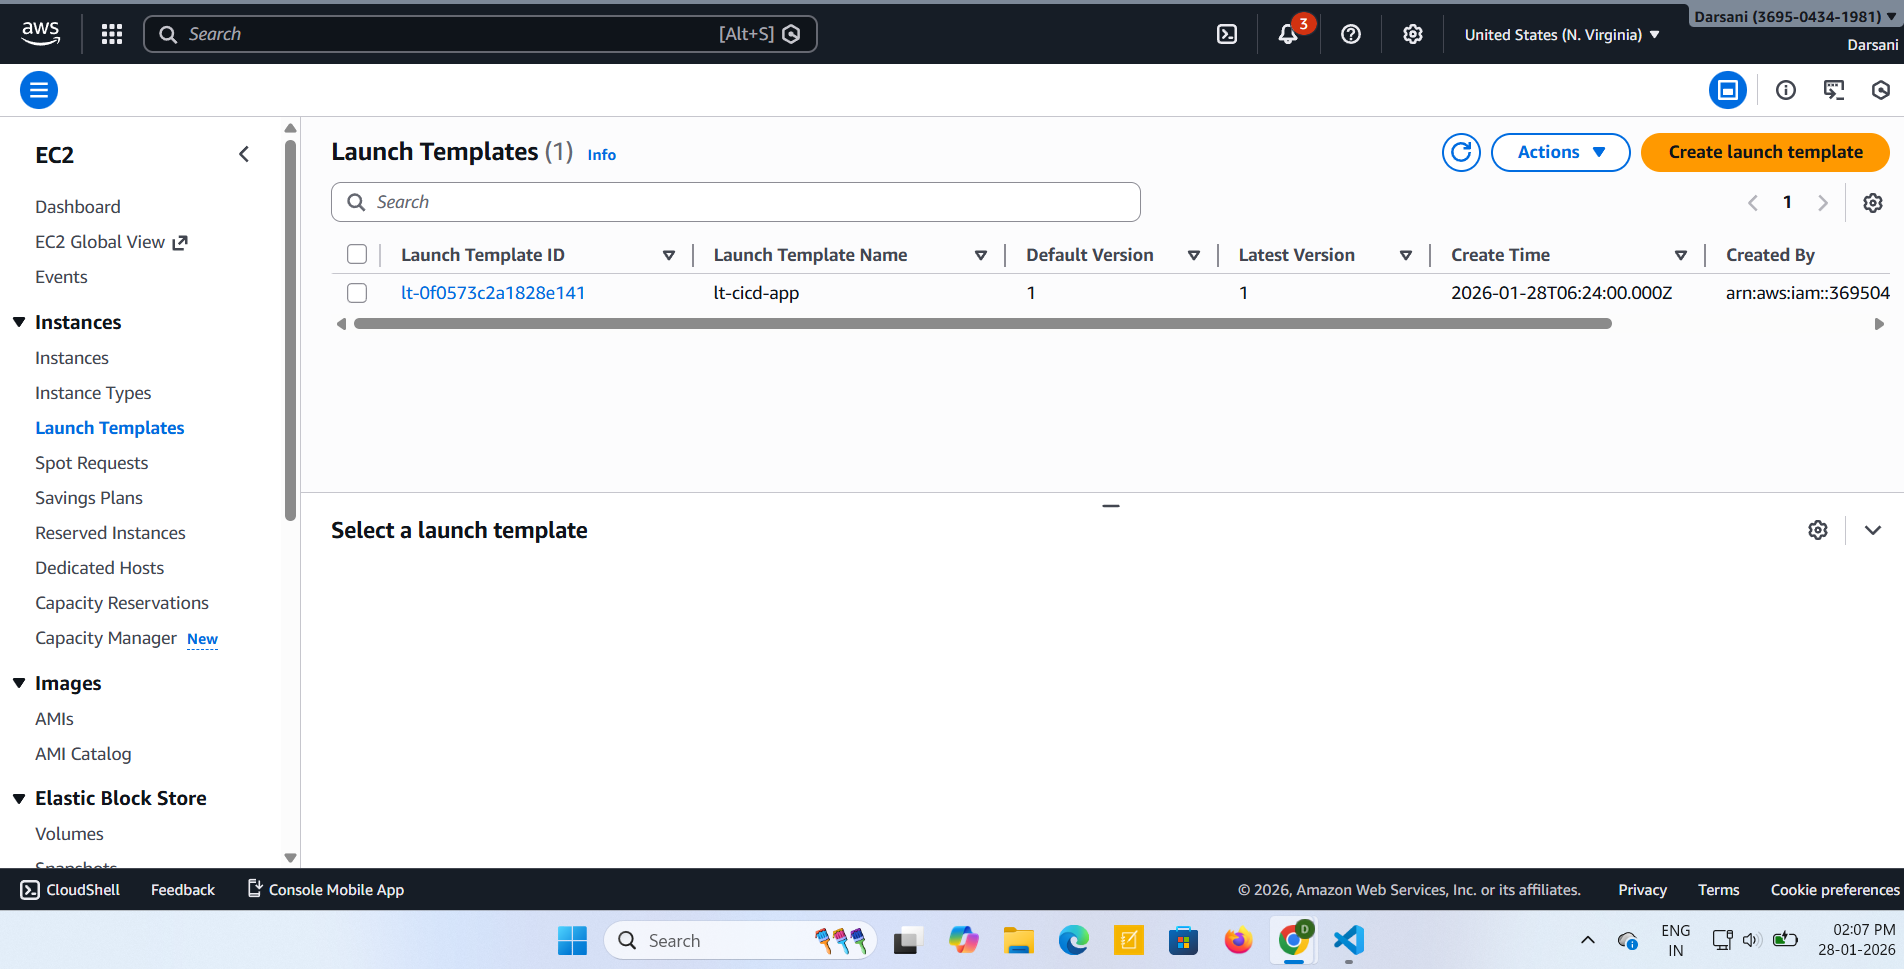 aws Search [Alt+S] 3 United States (N. Virginia) Darsani (3695-0434-1981)
Darsani
EC2
Dashboard
EC2 Global View
Events
Instances
Instances
Instance Types
Launch Templates
Spot Requests
Savings Plans
Reserved Instances
Dedicated Hosts
Capacity Reservations
Capacity Manager New
Images
AMIs
AMI Catalog
Elastic Block Store
Volumes
Snapshots
Launch Templates (1) Info
Actions
Create launch template
Search
1
Launch Template ID Launch Template Name Default Version Latest Version Create Time Created By
lt-0f0573c2a1828e141 lt-cicd-app 1 1 2026-01-28T06:24:00.000Z arn:aws:iam::369504
Select a launch template
CloudShell Feedback Console Mobile App © 2026, Amazon Web Services, Inc. or its affiliates. Privacy Terms Cookie preferences
Search D ENG 02:07 PM
IN 28-01-2026